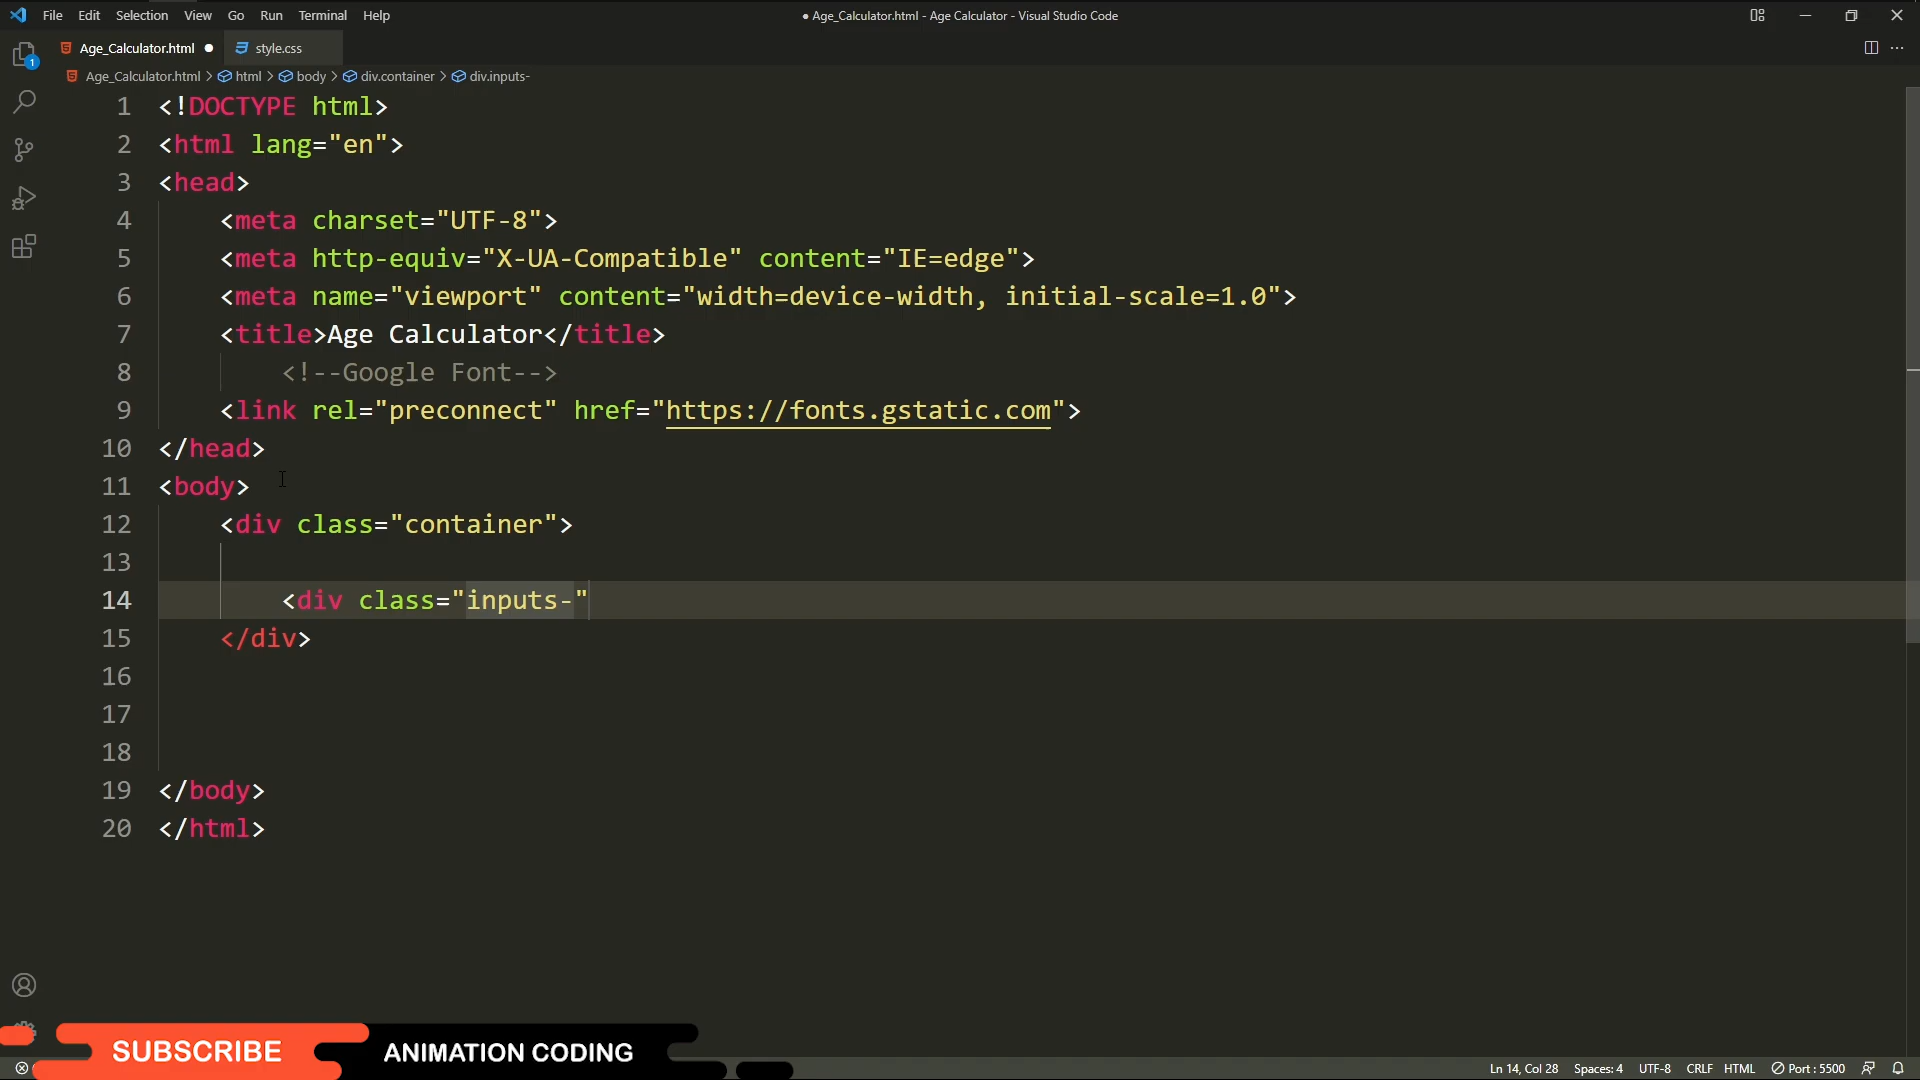 File Edit Selection View Go Run Terminal Help
● Age_Calculator.html - Age Calculator - Visual Studio Code
Age_Calculator.html ● style.css
Age_Calculator.html > html > body > div.container > div.inputs-
1 <!DOCTYPE html>
2 <html lang="en">
3 <head>
4 <meta charset="UTF-8">
5 <meta http-equiv="X-UA-Compatible" content="IE=edge">
6 <meta name="viewport" content="width=device-width, initial-scale=1.0">
7 <title>Age Calculator</title>
8 <!--Google Font-->
9 <link rel="preconnect" href="https://fonts.gstatic.com">
10 </head>
11 <body>
12 <div class="container">
13
14 <div class="inputs-"
15 </div>
16
17
18
19 </body>
20 </html>
1
SUBSCRIBE
ANIMATION CODING
Ln 14, Col 28 Spaces: 4 UTF-8 CRLF HTML Port : 5500